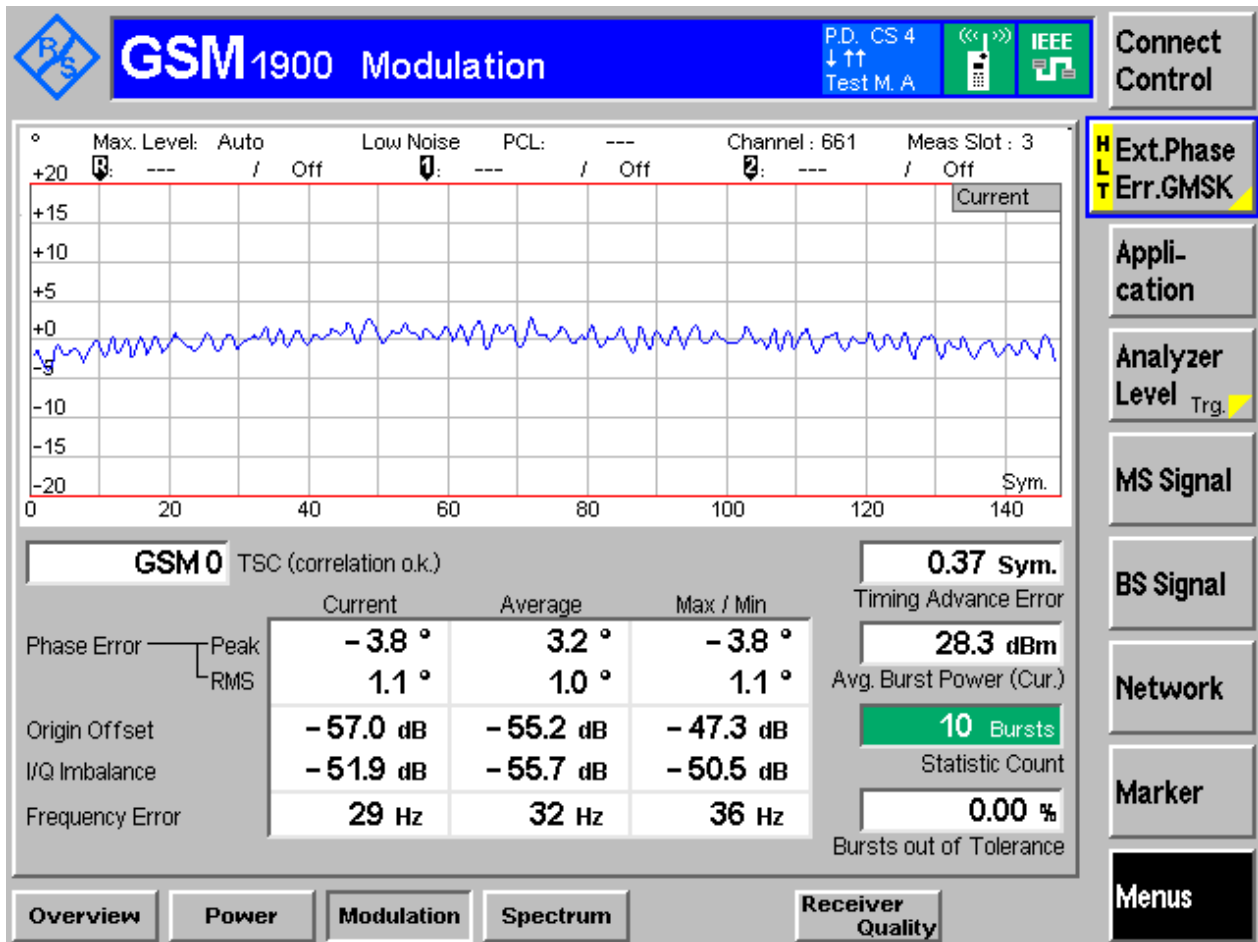 R/S
GSM 1900 Modulation
P.D. CS 4
↓ ↑↑
Test M. A
IEEE
Connect Control
° Max. Level: Auto Low Noise PCL: --- Channel : 661 Meas Slot : 3
R: --- / Off 1: --- / Off 2: --- / Off
Current
+20
+15
+10
+5
+0
-5
-10
-15
-20
Sym.
0 20 40 60 80 100 120 140
GSM 0 TSC (correlation o.k.)
Current Average Max / Min
Phase Error Peak – 3.8 ° 3.2 ° – 3.8 °
RMS 1.1 ° 1.0 ° 1.1 °
Origin Offset – 57.0 dB – 55.2 dB – 47.3 dB
I/Q Imbalance – 51.9 dB – 55.7 dB – 50.5 dB
Frequency Error 29 Hz 32 Hz 36 Hz
0.37 Sym.
Timing Advance Error
28.3 dBm
Avg. Burst Power (Cur.)
10 Bursts
Statistic Count
0.00 %
Bursts out of Tolerance
HLT
Ext.Phase
Err.GMSK
Appli-
cation
Analyzer
Level Trg.
MS Signal
BS Signal
Network
Marker
Menus
Overview Power Modulation Spectrum Receiver Quality